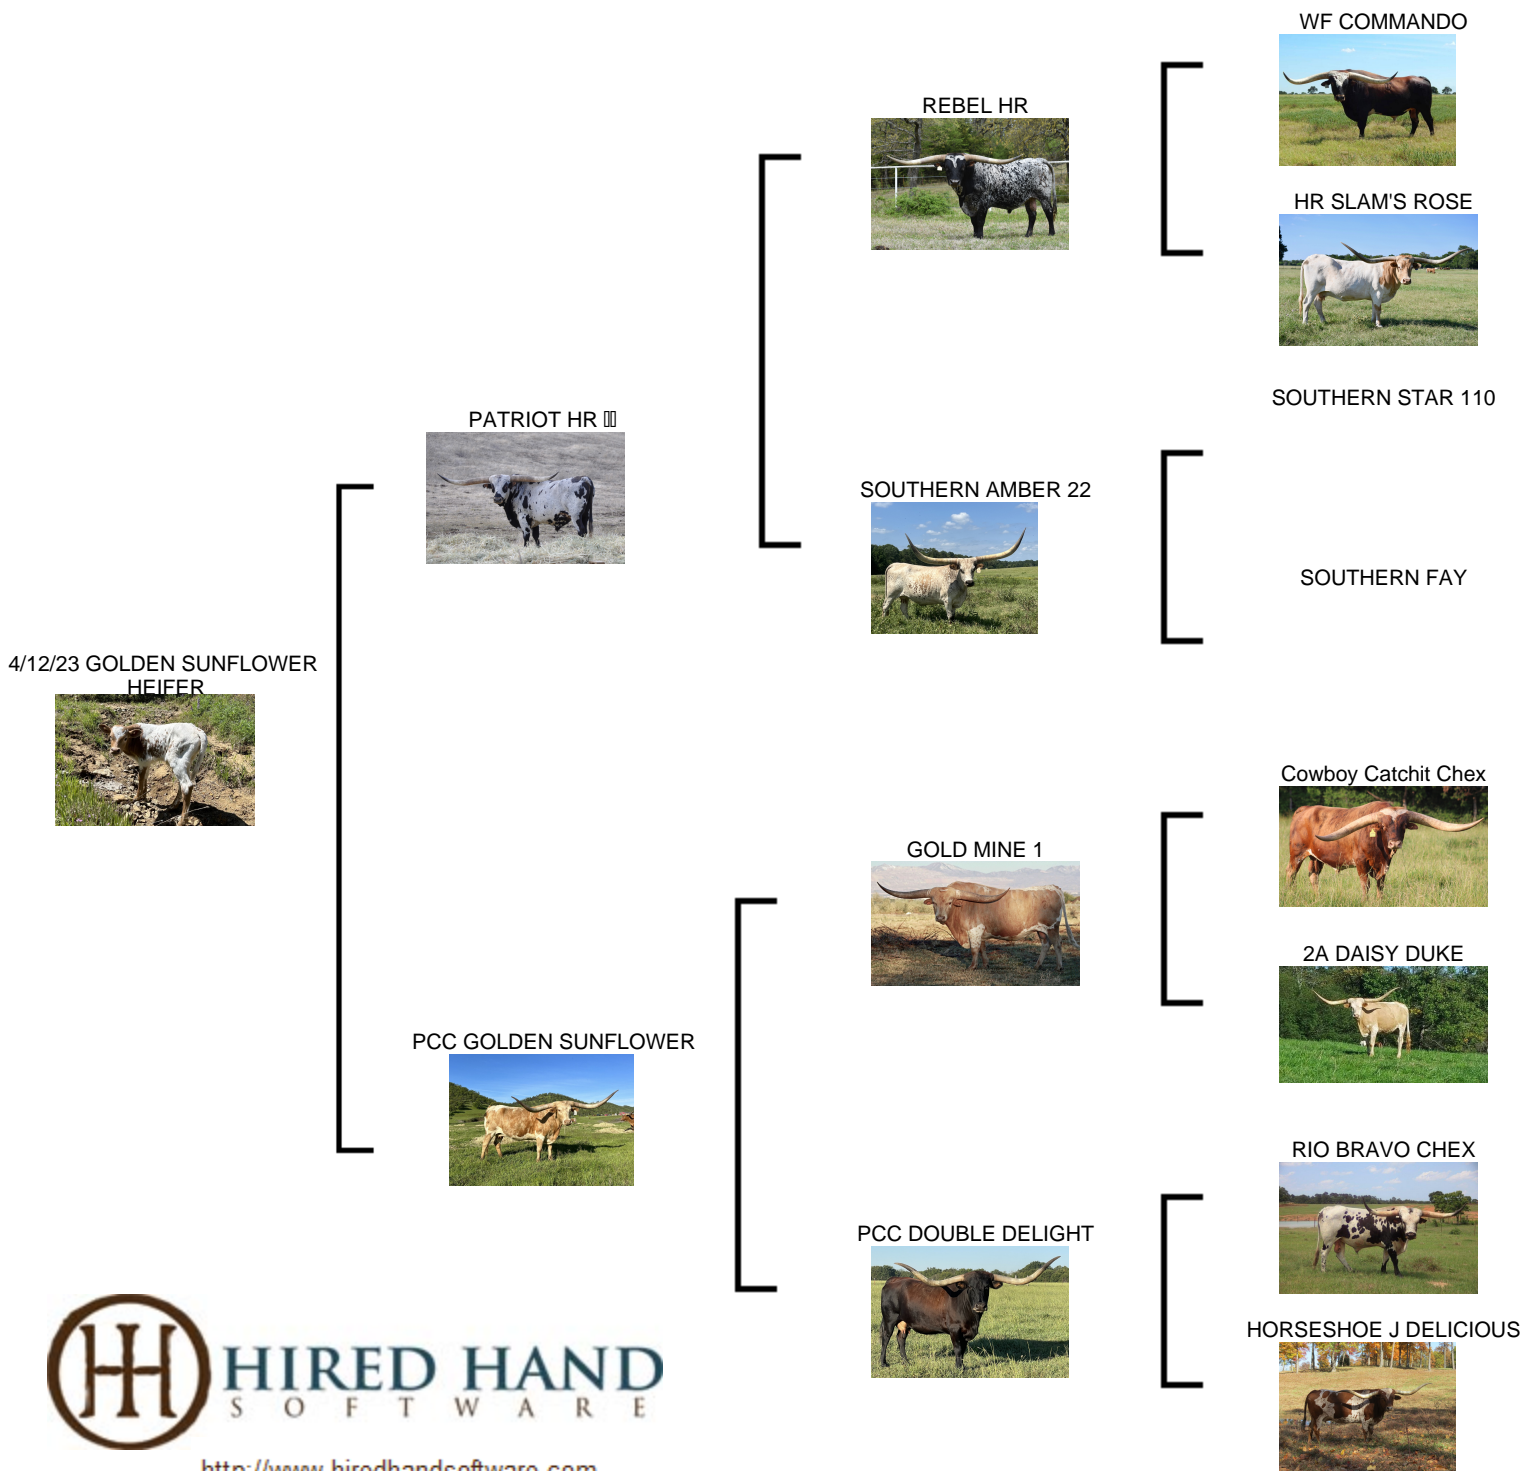 WF COMMANDO
REBEL HR
HR SLAM'S ROSE
SOUTHERN STAR 110
PATRIOT HR
SOUTHERN AMBER 22
SOUTHERN FAY
4/12/23 GOLDEN SUNFLOWER
HEIFER
Cowboy Catchit Chex
GOLD MINE 1
2A DAISY DUKE
PCC GOLDEN SUNFLOWER
RIO BRAVO CHEX
PCC DOUBLE DELIGHT
HORSESHOE J DELICIOUS
HIRED HAND
SOFTWARE
http://www.hiredhandsoftware.com